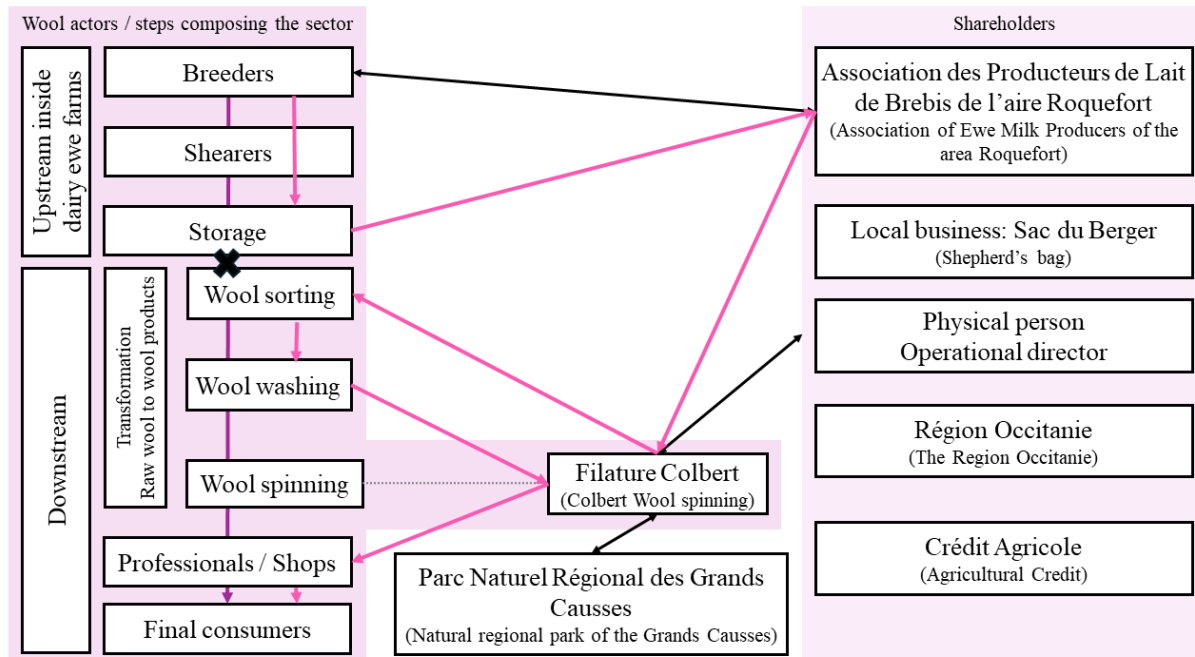 Wool actors / steps composing the sector
Upstream inside
dairy ewe farms
Breeders
Shearers
Storage
Downstream
Transformation
Raw wool to wool products
Wool sorting
Wool washing
Wool spinning
Professionals / Shops
Final consumers
Filature Colbert
(Colbert Wool spinning)
Parc Naturel Régional des Grands
Causses
(Natural regional park of the Grands Causses)
Shareholders
Association des Producteurs de Lait
de Brebis de l’aire Roquefort
(Association of Ewe Milk Producers of the
area Roquefort)
Local business: Sac du Berger
(Shepherd’s bag)
Physical person
Operational director
Région Occitanie
(The Region Occitanie)
Crédit Agricole
(Agricultural Credit)